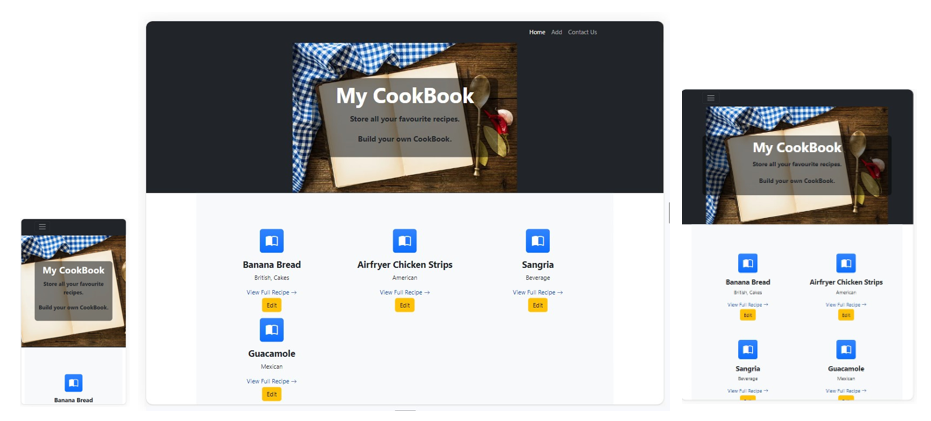 My CookBook
Store all your favourite
recipes.
Build your own CookBook.
Banana Bread
Home Add Contact Us
My CookBook
Store all your favourite recipes.
Build your own CookBook.
Banana Bread
British, Cakes
View Full Recipe →
Edit
Airfryer Chicken Strips
American
View Full Recipe →
Edit
Sangria
Beverage
View Full Recipe →
Edit
Guacamole
Mexican
View Full Recipe →
Edit
My CookBook
Store all your favourite recipes.
Build your own CookBook.
Banana Bread
British, Cakes
View Full Recipe →
Edit
Airfryer Chicken Strips
American
View Full Recipe →
Edit
Sangria
Beverage
View Full Recipe →
Edit
Guacamole
Mexican
View Full Recipe →
Edit